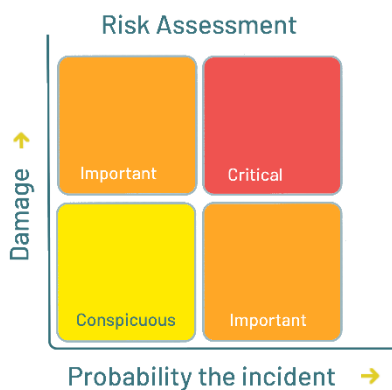 Risk Assessment
Damage
Important
Critical
Conspicuous
Important
Probability the incident